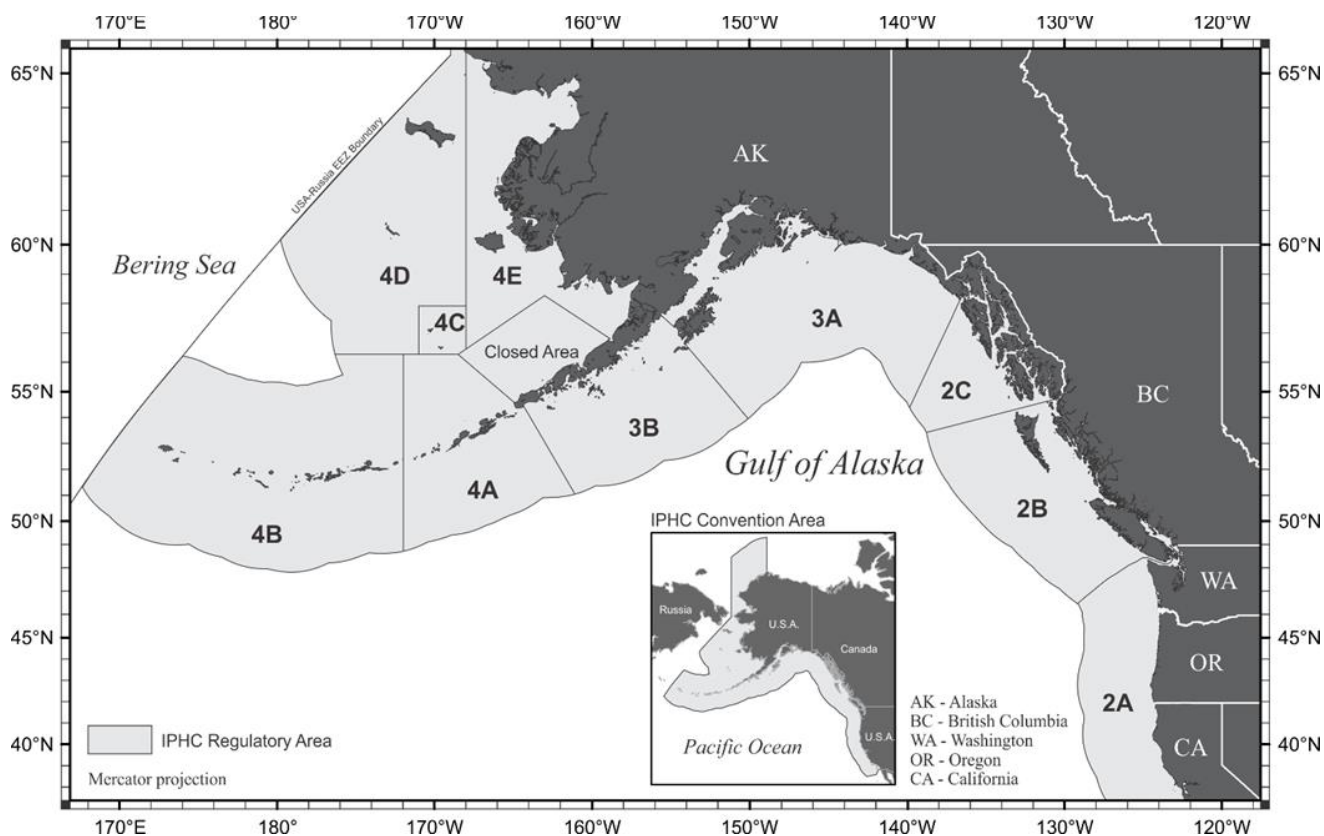 170°E 180° 170°W 160°W 150°W 140°W 130°W 120°W
65°N 65°N
USA-Russia EEZ Boundary
AK
60°N 60°N
Bering Sea
4D
4E
4C
3A
Closed Area
55°N 55°N
2C
BC
3B
Gulf of Alaska
4A
2B
50°N 50°N
4B
IPHC Convention Area
WA
Russia
U.S.A.
Canada
45°N 45°N
OR
2A
AK - Alaska
BC - British Columbia
WA - Washington
OR - Oregon
CA - California
U.S.A.
Pacific Ocean
IPHC Regulatory Area
CA
40°N 40°N
Mercator projection
170°E 180° 170°W 160°W 150°W 140°W 130°W 120°W